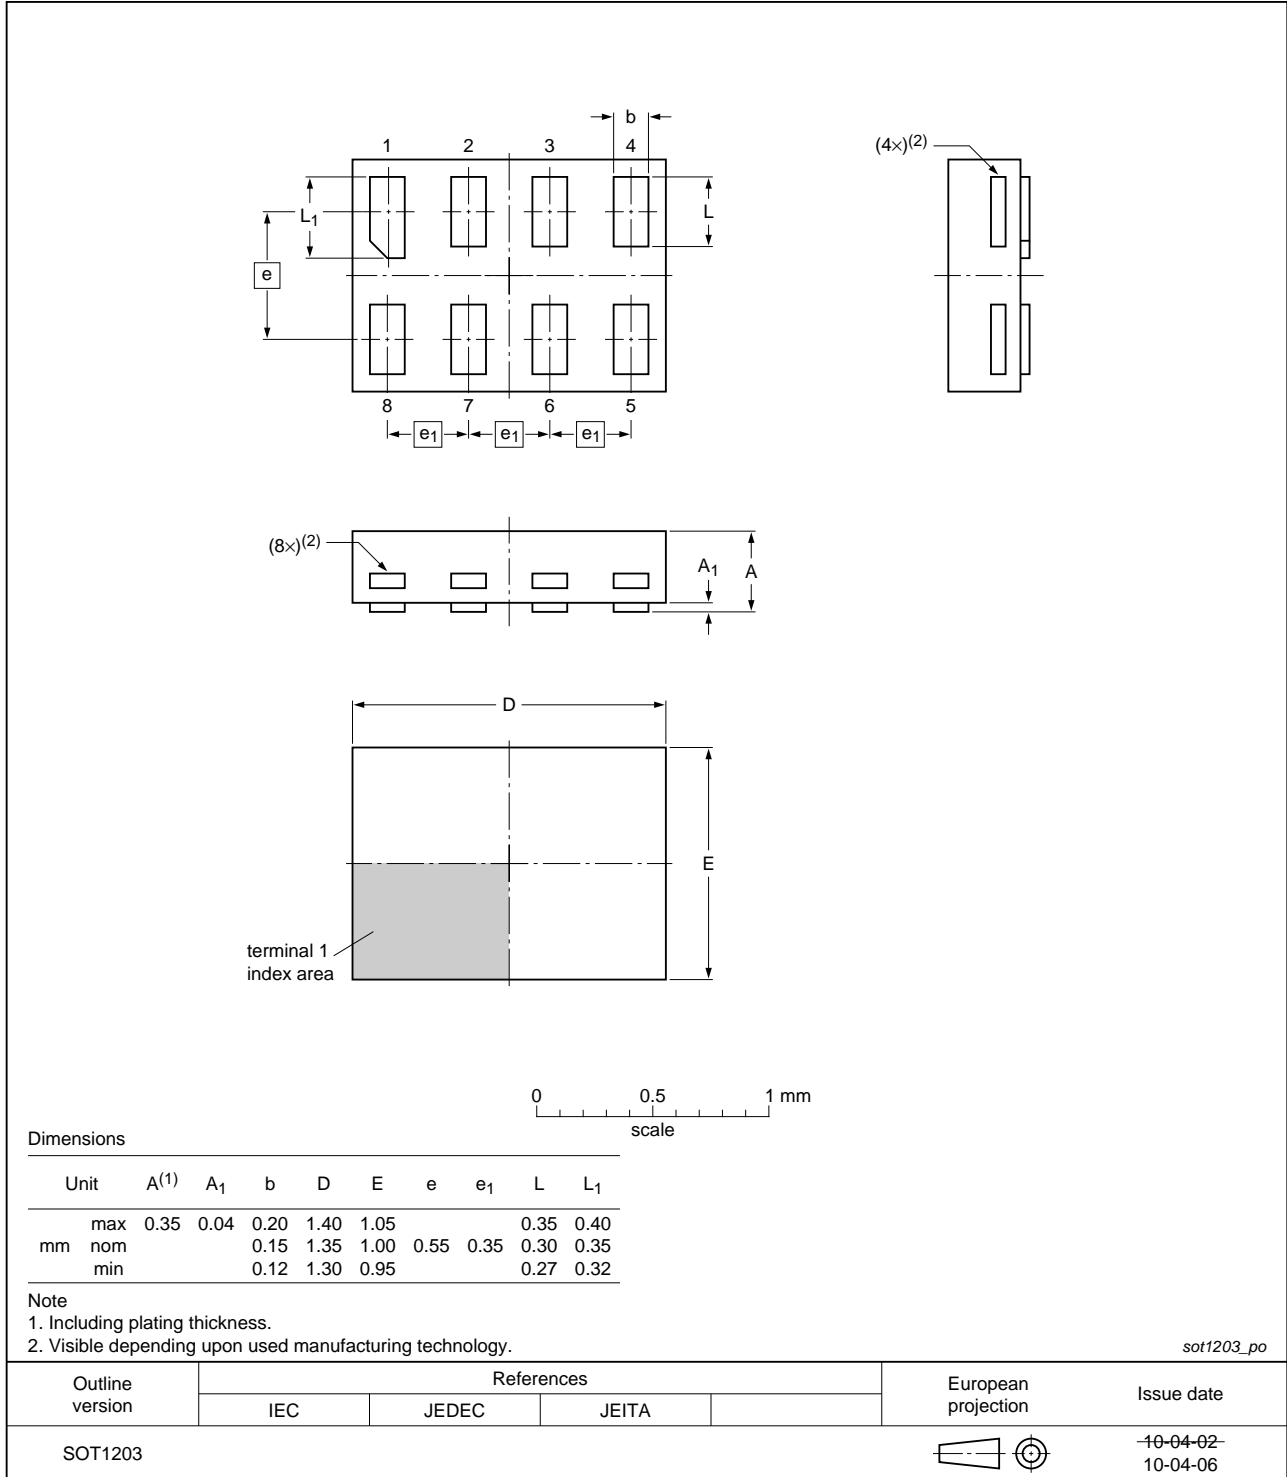 b
1 2 3 4
(4×)(2)
L1
L
e
8 7 6 5
e1 e1 e1
(8×)(2)
A1
A
D
E
terminal 1
index area
0 0.5 1 mm
scale
Dimensions
Unit A(1) A1 b D E e e1 L L1
max 0.35 0.04 0.20 1.40 1.05 0.35 0.40
mm nom 0.15 1.35 1.00 0.55 0.35 0.30 0.35
min 0.12 1.30 0.95 0.27 0.32
Note
1. Including plating thickness.
2. Visible depending upon used manufacturing technology.
sot1203_po
Outline
version
References
IEC JEDEC JEITA
European
projection
Issue date
SOT1203
10-04-02
10-04-06